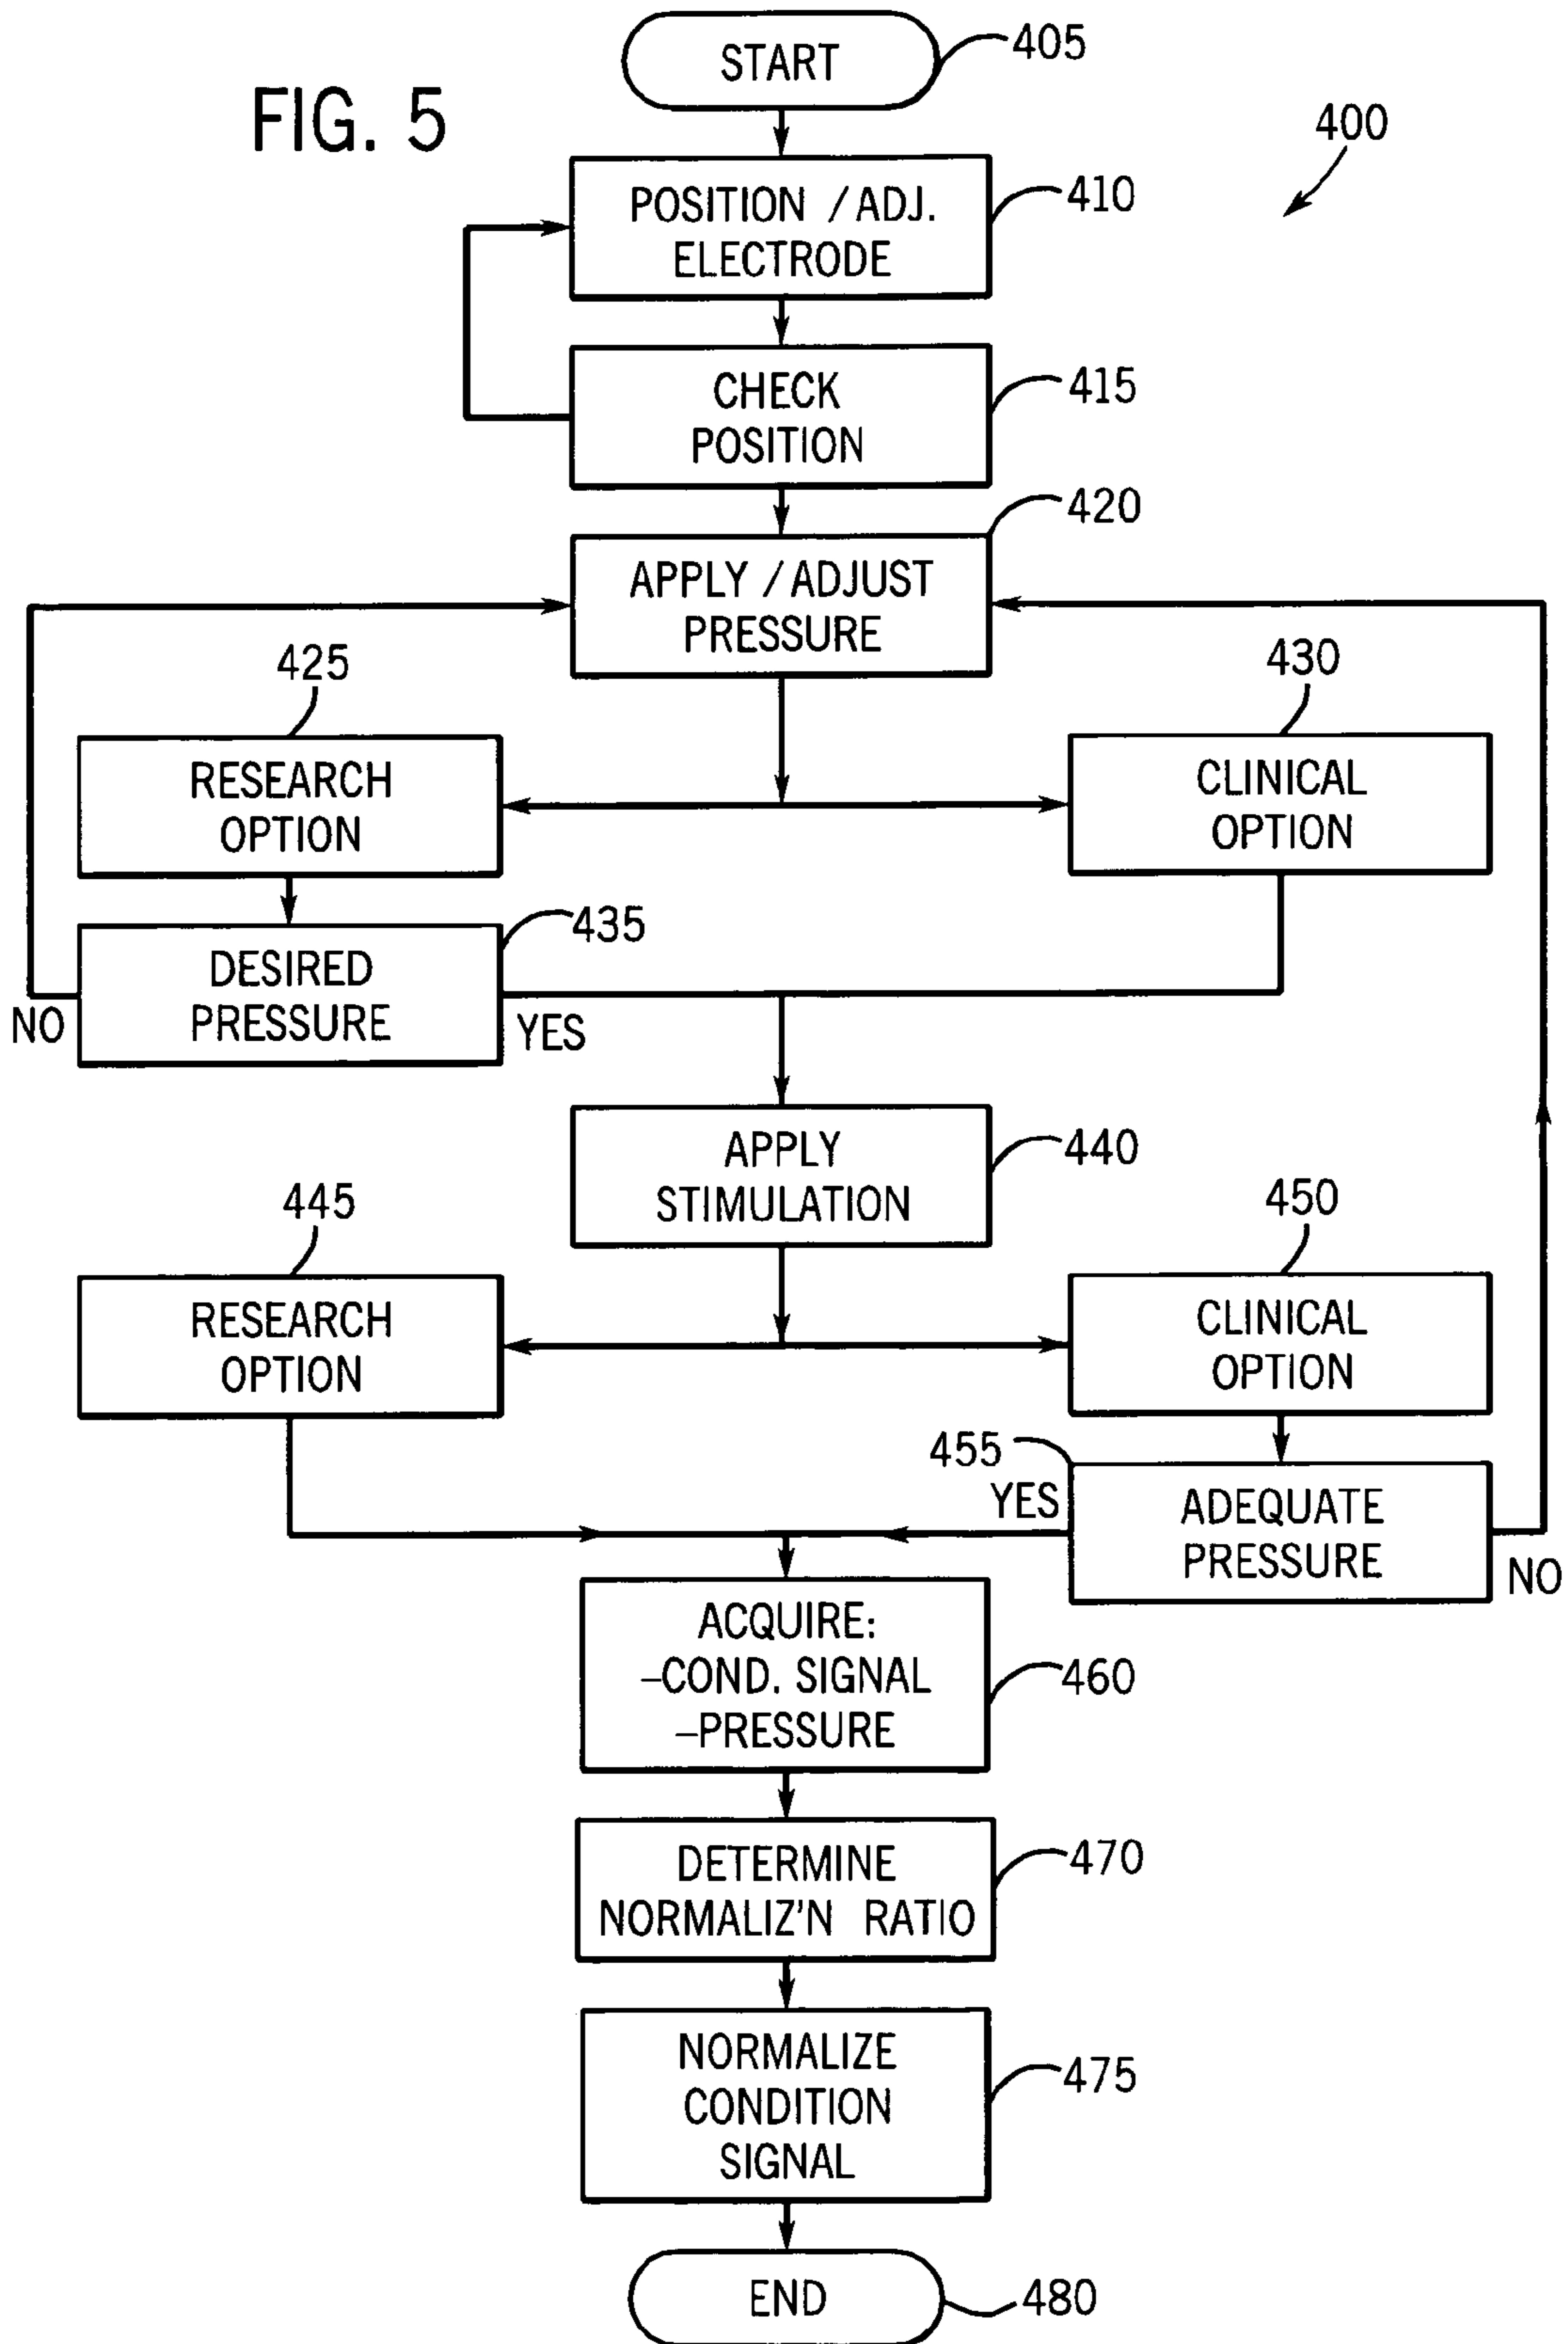 FIG. 5
START
405
400
POSITION / ADJ.
ELECTRODE
410
CHECK
POSITION
415
420
APPLY / ADJUST
PRESSURE
425
430
RESEARCH
OPTION
CLINICAL
OPTION
435
DESIRED
PRESSURE
NO
YES
APPLY
STIMULATION
440
445
450
RESEARCH
OPTION
CLINICAL
OPTION
455
YES
ADEQUATE
PRESSURE
NO
ACQUIRE:
–COND. SIGNAL
–PRESSURE
460
DETERMINE
NORMALIZ'N RATIO
470
NORMALIZE
CONDITION
SIGNAL
475
END
480